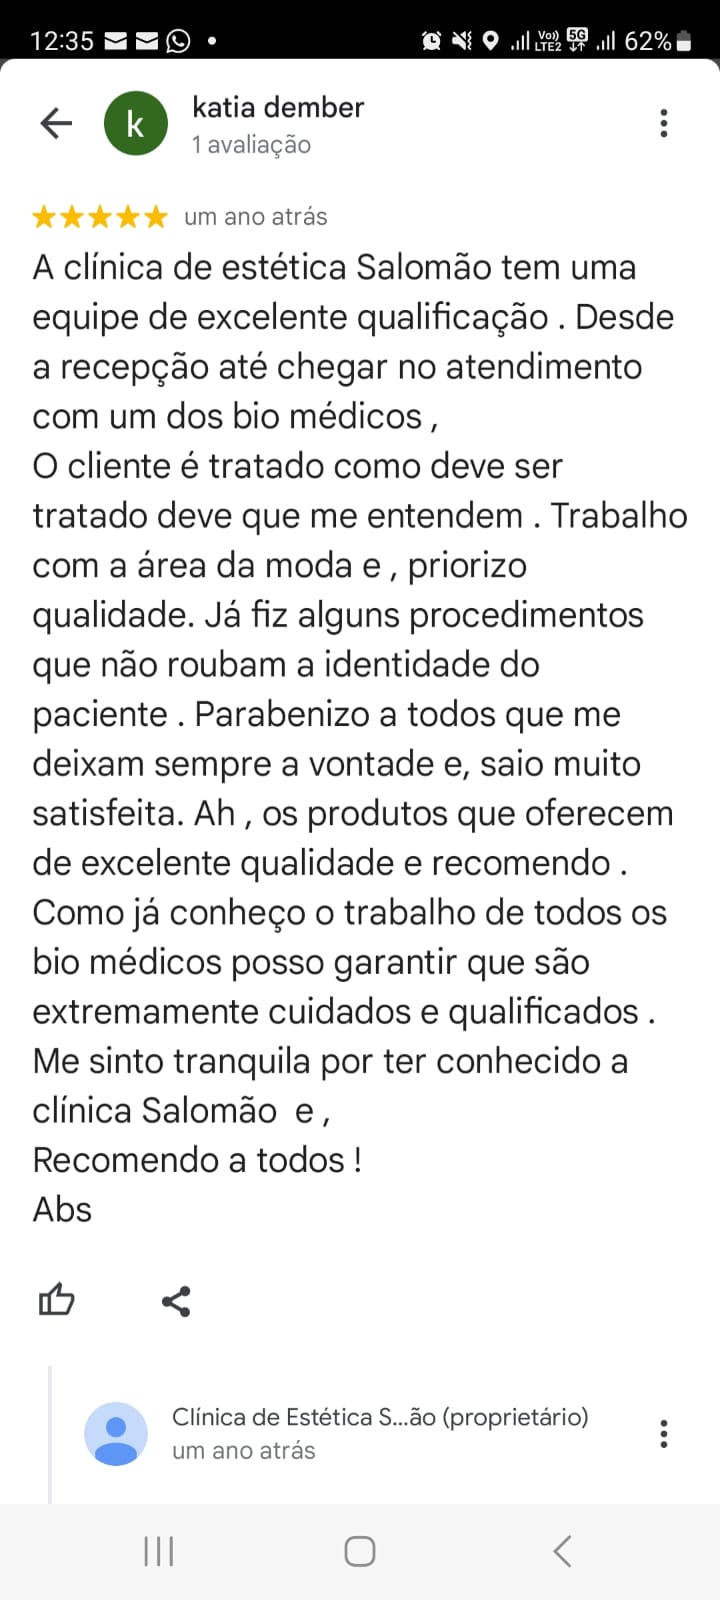 12:35
Vo)) 5G
LTE2
62%
k
katia dember
1 avaliação
um ano atrás
A clínica de estética Salomão tem uma
equipe de excelente qualificação . Desde
a recepção até chegar no atendimento
com um dos bio médicos ,
O cliente é tratado como deve ser
tratado deve que me entendem . Trabalho
com a área da moda e , priorizo
qualidade. Já fiz alguns procedimentos
que não roubam a identidade do
paciente . Parabenizo a todos que me
deixam sempre a vontade e, saio muito
satisfeita. Ah , os produtos que oferecem
de excelente qualidade e recomendo .
Como já conheço o trabalho de todos os
bio médicos posso garantir que são
extremamente cuidados e qualificados .
Me sinto tranquila por ter conhecido a
clínica Salomão  e ,
Recomendo a todos !
Abs
Clínica de Estética S...ão (proprietário)
um ano atrás